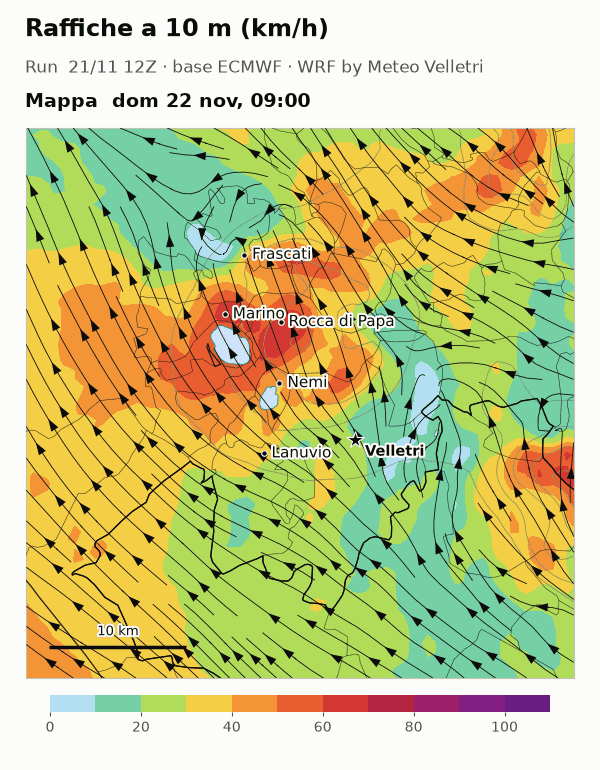 Raffiche a 10 m (km/h)
Run  21/11 12Z · base ECMWF · WRF by Meteo Velletri
Mappa  dom 22 nov, 09:00
Frascati
Marino
Rocca di Papa
Nemi
Velletri
Lanuvio
10 km
0 20 40 60 80 100